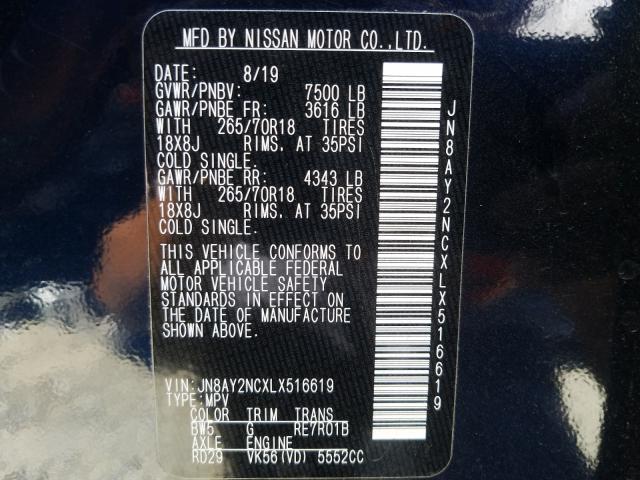 MFD BY NISSAN MOTOR CO.,LTD.
DATE: 8/19
GVWR/PNBV: 7500 LB
GAWR/PNBE FR: 3616 LB
WITH 265/70R18 TIRES
18X8J RIMS, AT 35PSI
COLD SINGLE.
GAWR/PNBE RR: 4343 LB
WITH 265/70R18 TIRES
18X8J RIMS, AT 35PSI
COLD SINGLE.
THIS VEHICLE CONFORMS TO
ALL APPLICABLE FEDERAL
MOTOR VEHICLE SAFETY
STANDARDS IN EFFECT ON
THE DATE OF MANUFACTURE
SHOWN ABOVE.
VIN:JN8AY2NCXLX516619
TYPE:MPV
COLOR TRIM TRANS
BW5 G RE7R01B
AXLE ENGINE
RD29 VK56(VD) 5552CC
JN8AY2NCXLX516619